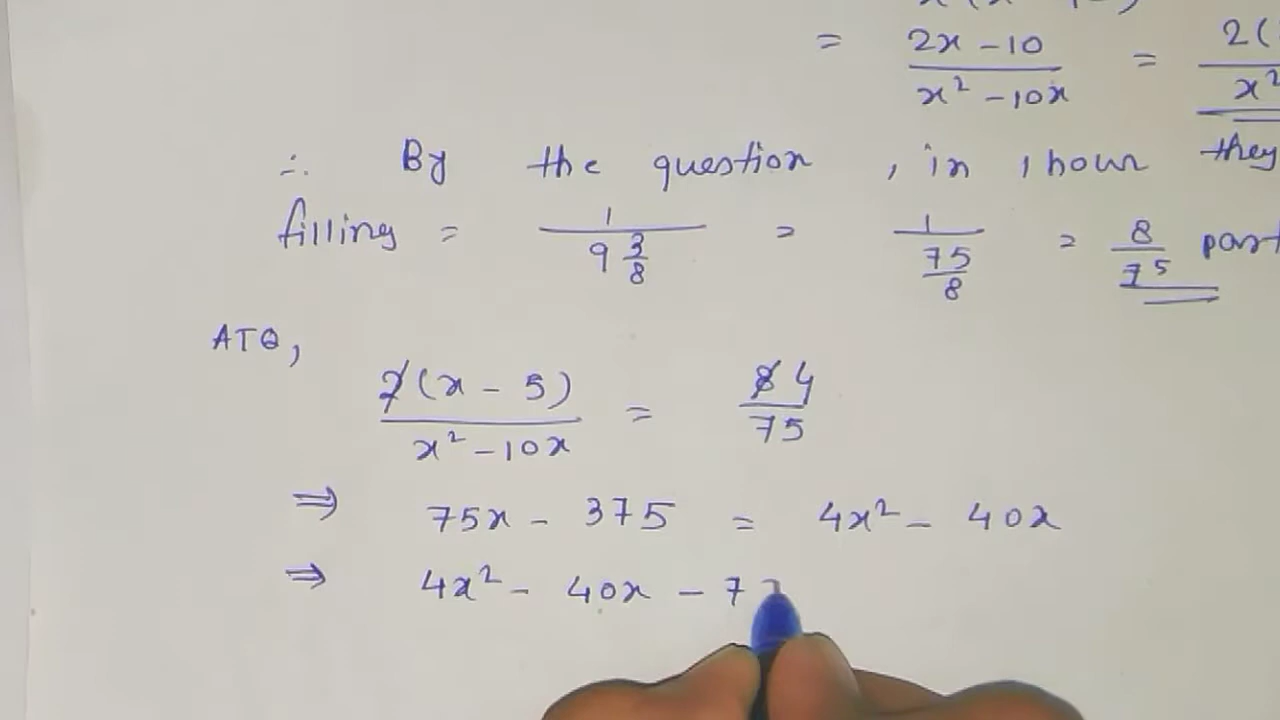 = 2x - 10 / x² - 10x = 2( / x²
∴ By the question , in 1 hour they
filling = 1 / 9 3/8 = 1 / 75/8 = 8/75 part
ATQ,
2(x - 5) / x² - 10x = 8 4 / 75
⇒ 75x - 375 = 4x² - 40x
⇒ 4x² - 40x - 7